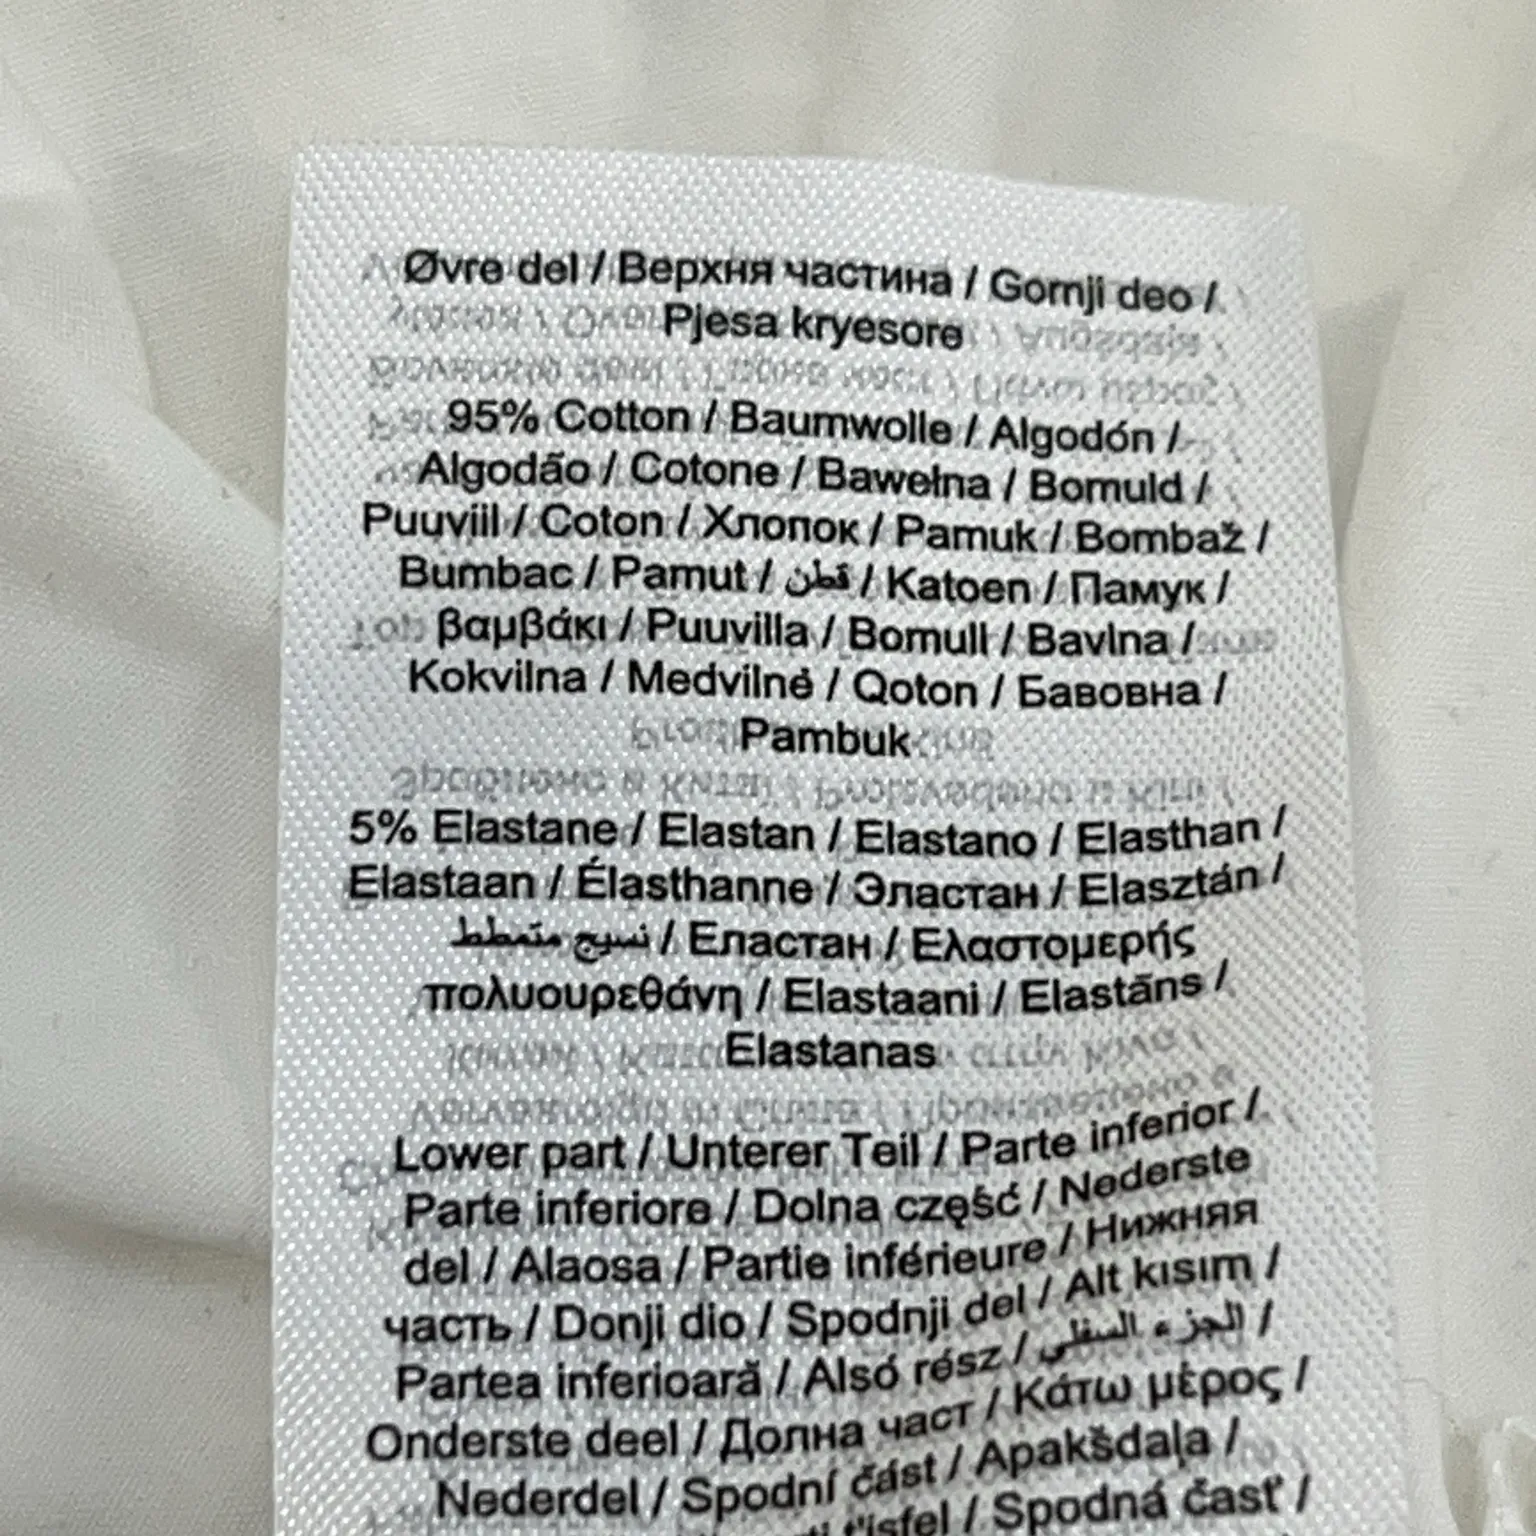 Øvre del / Верхня частина / Gornji deo /
Pjesa kryesore
95% Cotton / Baumwolle / Algodón /
Algodão / Cotone / Bawełna / Bomuld /
Puuvill / Coton / Хлопок / Pamuk / Bombaž /
Bumbac / Pamut / قطن / Katoen / Памук /
βαμβάκι / Puuvilla / Bomull / Bavlna /
Kokvilna / Medvilnė / Qoton / Бавовна /
Pambuk
5% Elastane / Elastan / Elastano / Elasthan /
Elastaan / Élasthanne / Эластан / Elasztán /
نسيج متمطط / Еластан / Ελαστομερής
πολυουρεθάνη / Elastaani / Elastāns /
Elastanas
Lower part / Unterer Teil / Parte inferior /
Parte inferiore / Dolna część / Nederste
del / Alaosa / Partie inférieure / Нижняя
часть / Donji dio / Spodnji del / Alt kısım /
Partea inferioară / Alsó rész / الجزء السفلي /
Onderste deel / Долна част / Κάτω μέρος /
Nederdel / Spodní část / Apakšdaļa /
t'isfel / Spodná časť /